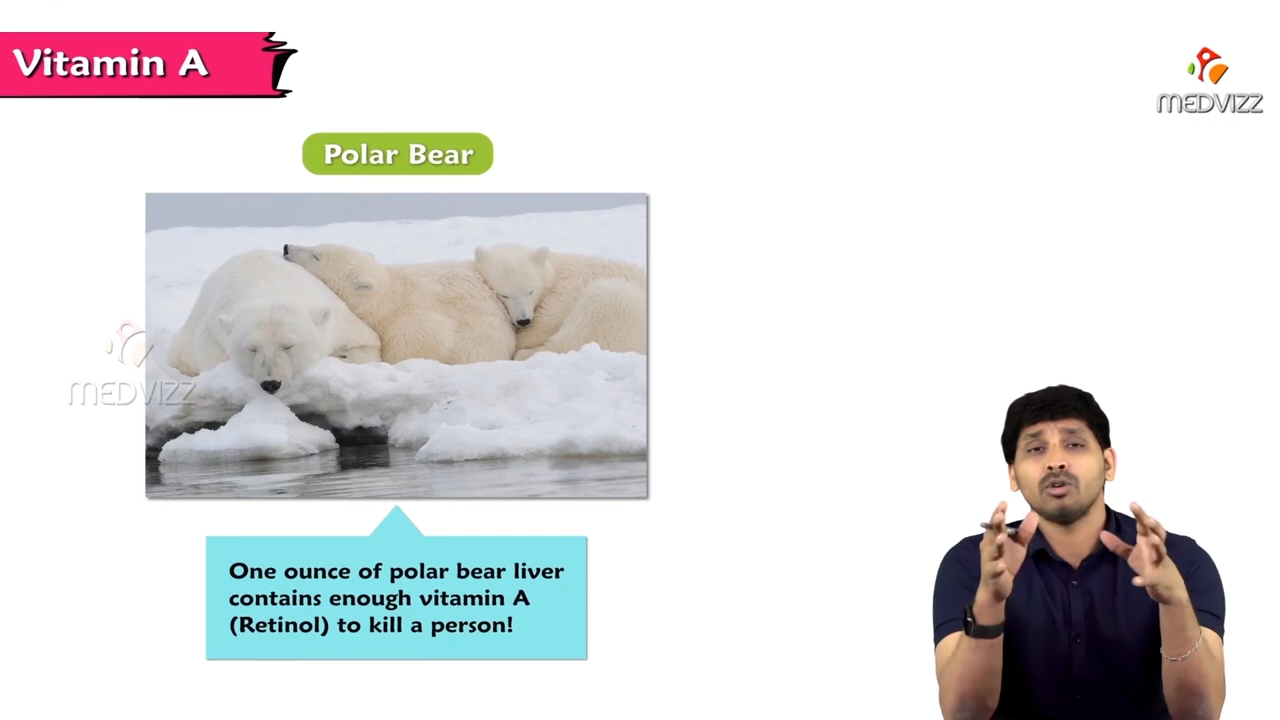 Vitamin A
MEDVIZZ
Polar Bear
MEDVIZZ
One ounce of polar bear liver
contains enough vitamin A
(Retinol) to kill a person!